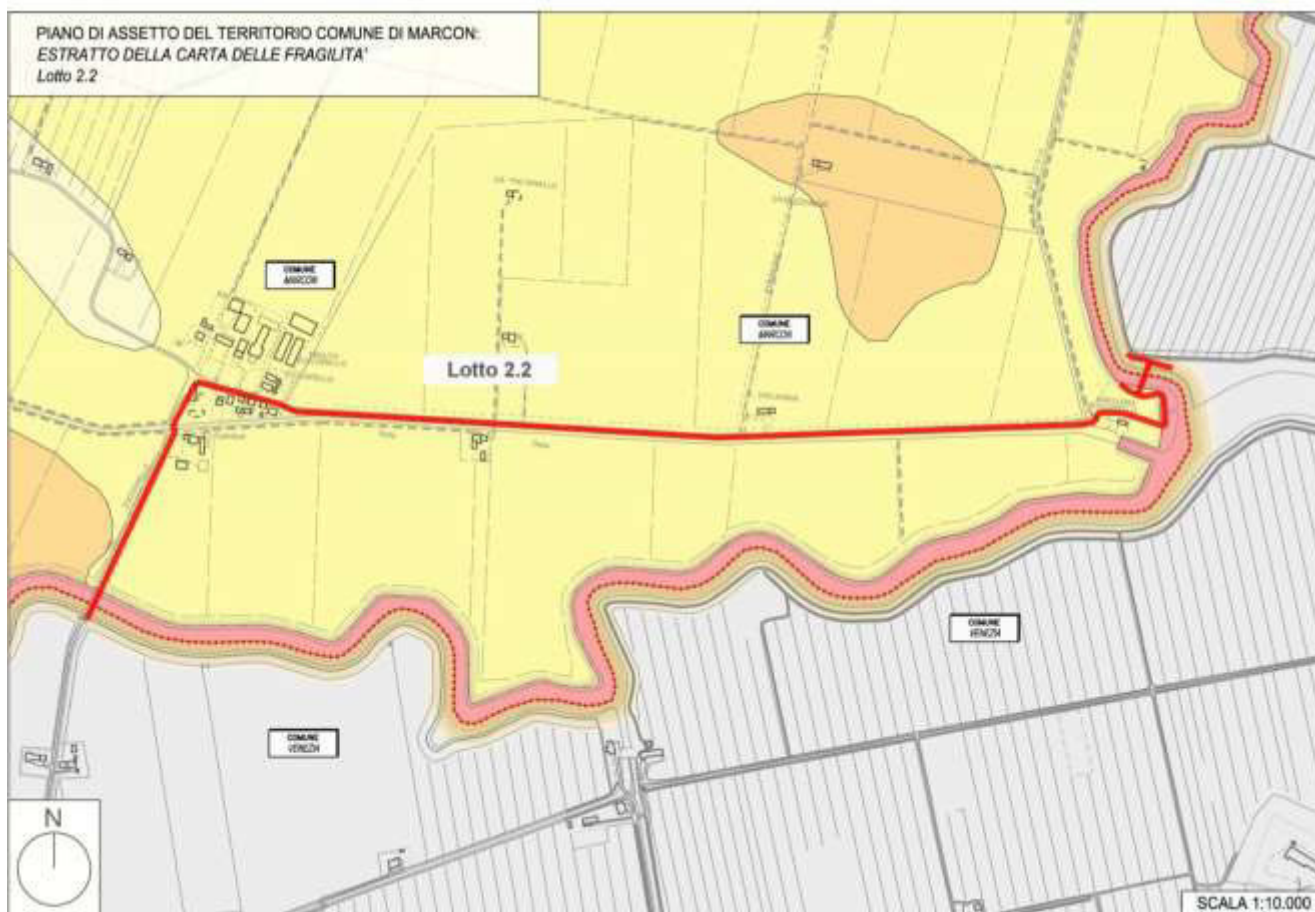 PIANO DI ASSETTO DEL TERRITORIO COMUNE DI MARCON:
ESTRATTO DELLA CARTA DELLE FRAGILITA'
Lotto 2.2
COMUNE
MARCON
COMUNE
MARCON
Lotto 2.2
COMUNE
VENEZIA
COMUNE
VENEZIA
N
SCALA 1:10.000